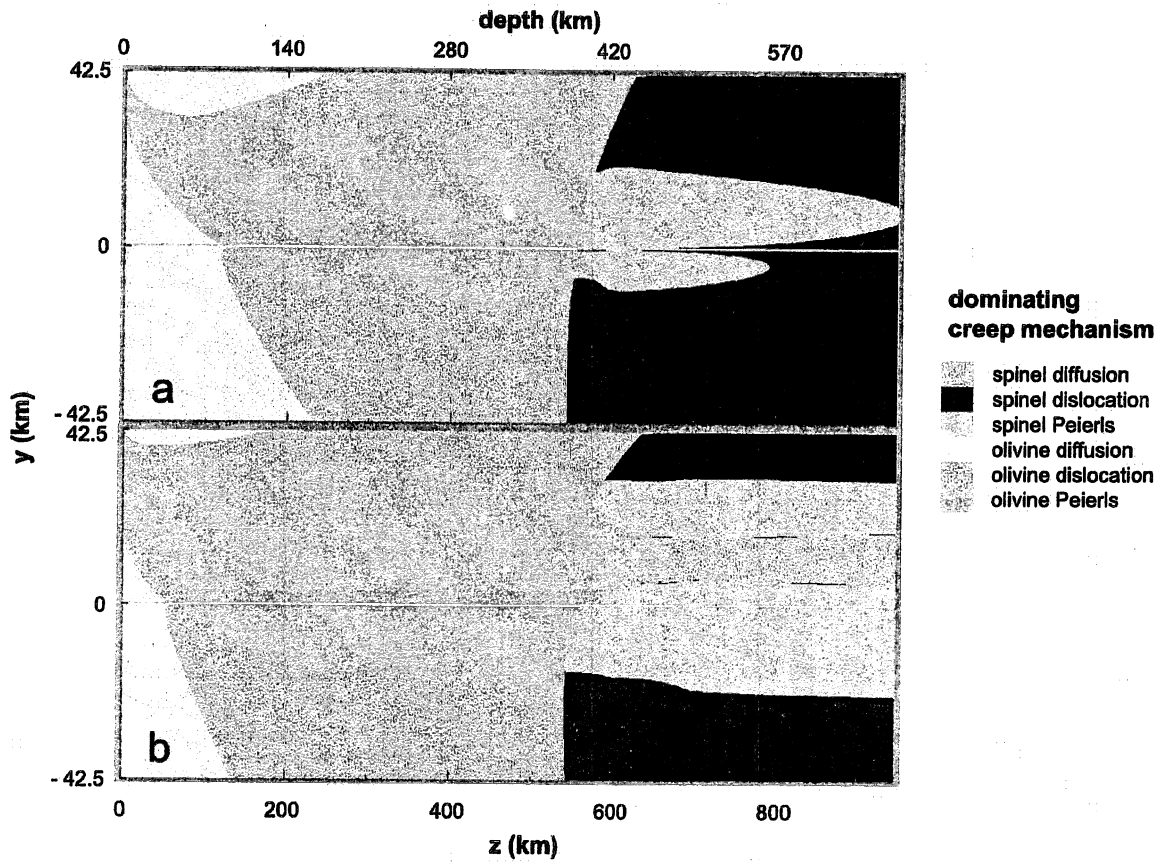 depth (km)
0 140 280 420 570
42.5
0
a
- 42.5
42.5
y (km)
0
b
- 42.5
0 200 400 600 800
z (km)
dominating
creep mechanism
spinel diffusion
spinel dislocation
spinel Peierls
olivine diffusion
olivine dislocation
olivine Peierls